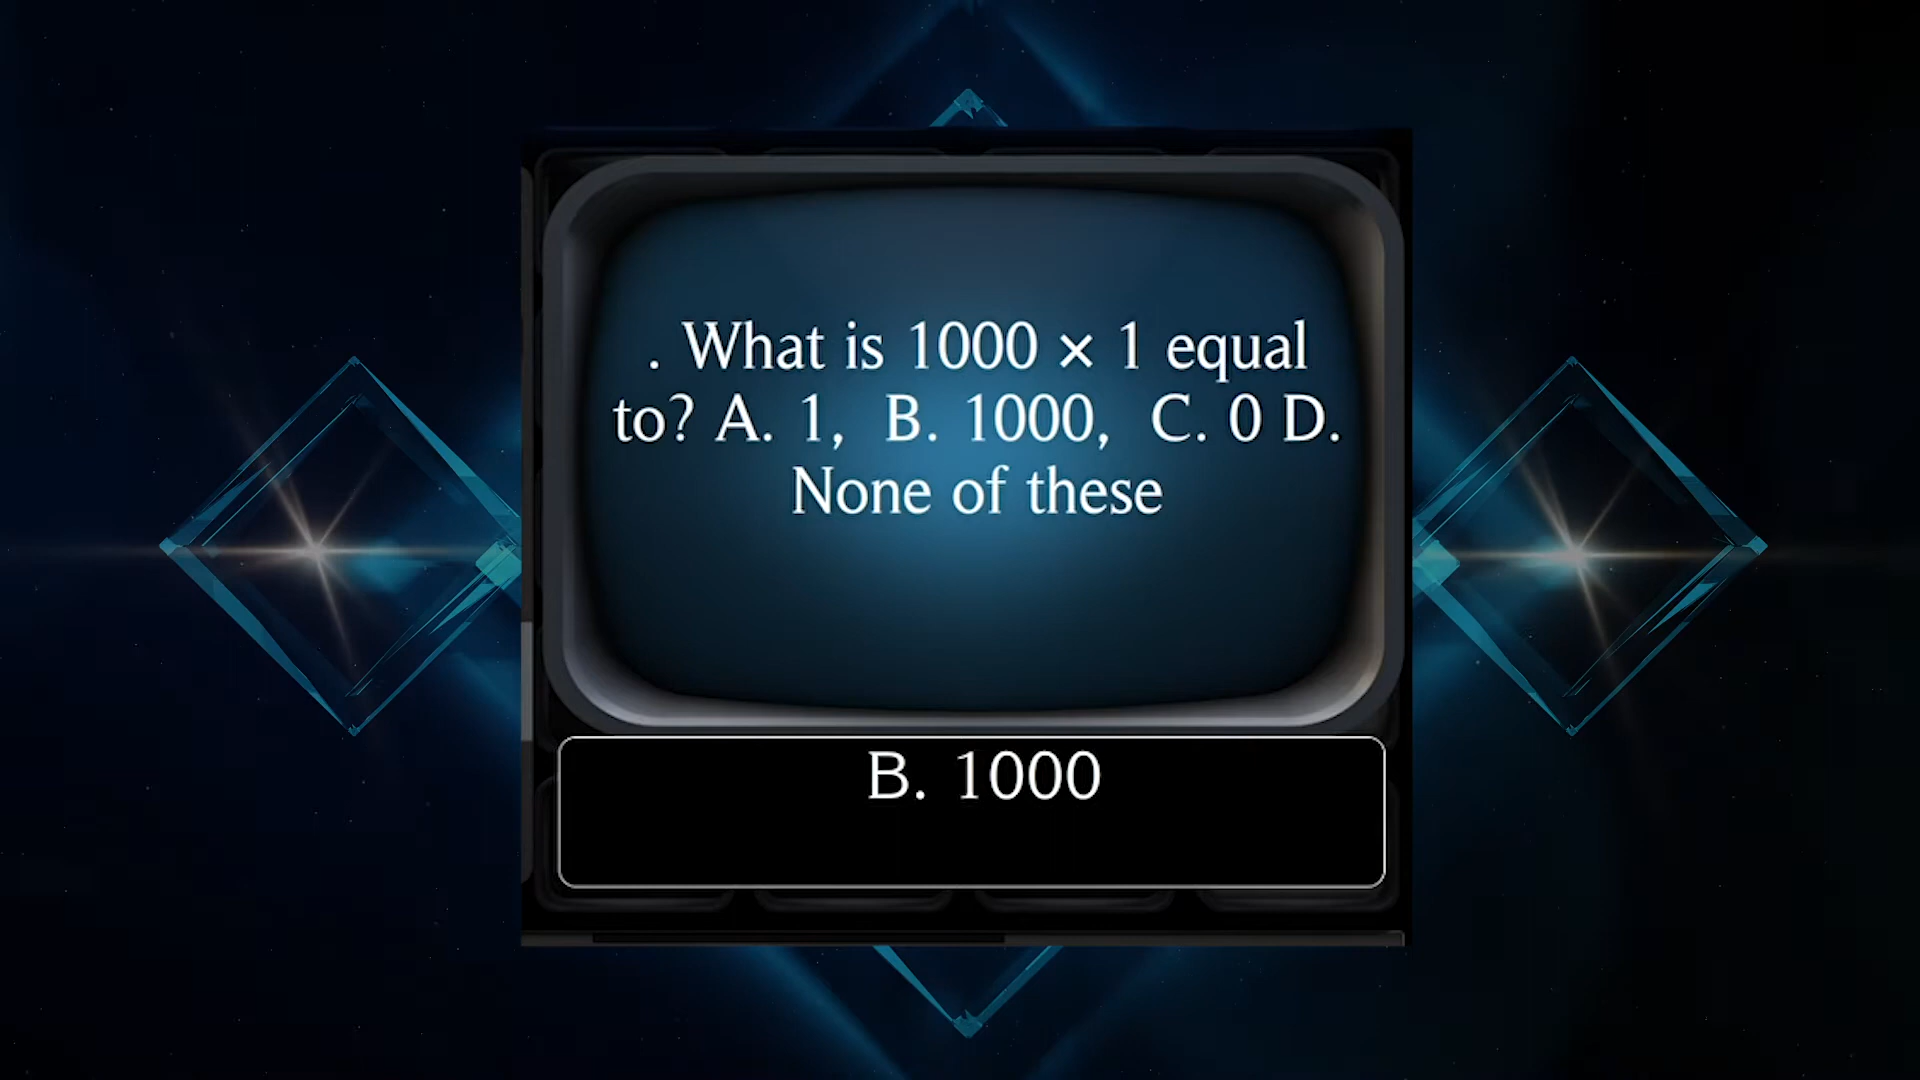 . What is 1000 × 1 equal
to? A. 1, B. 1000, C. 0 D.
None of these
B. 1000